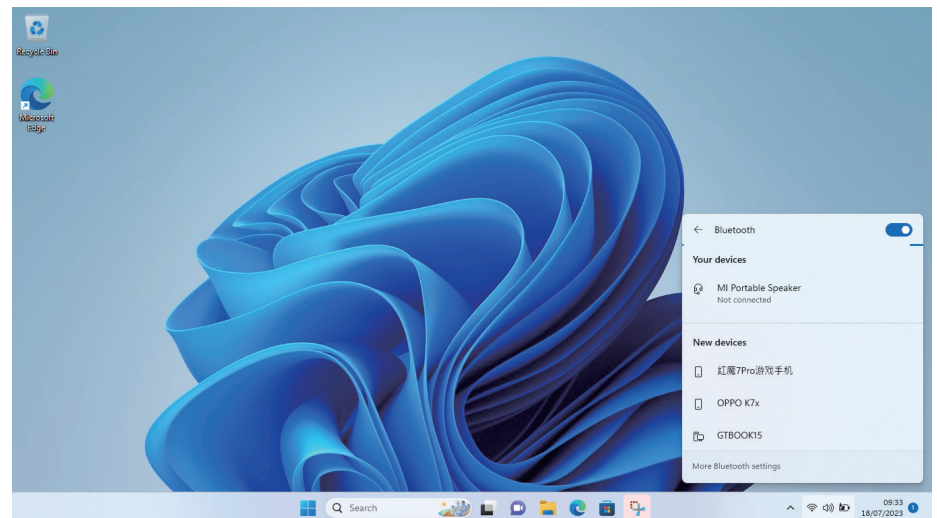 Recycle Bin
Microsoft
Edge
Bluetooth
Your devices
MI Portable Speaker
Not connected
New devices
红魔7Pro游戏手机
OPPO K7x
GTBOOK15
More Bluetooth settings
Search
09:33
18/07/2023
1